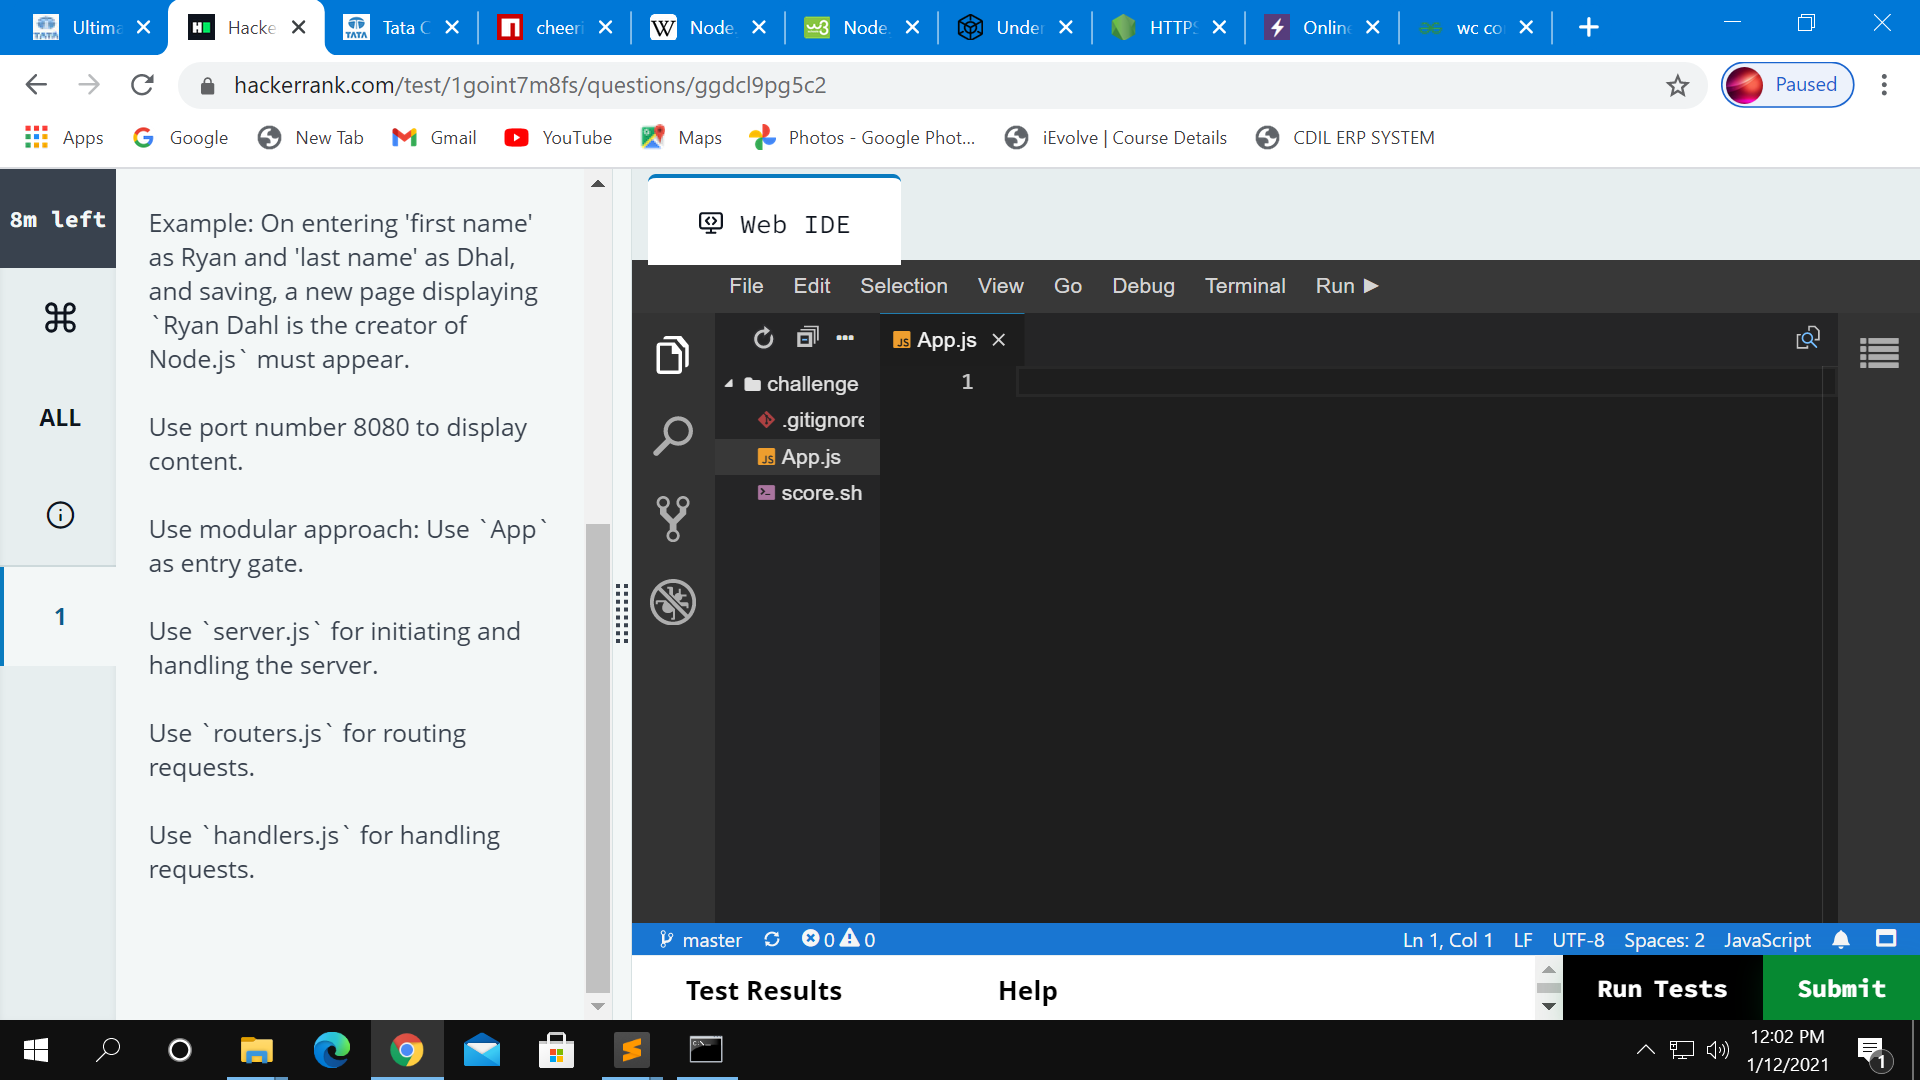 Ultima
Hacke
Tata C
cheeri
Node.
Node.
Under
HTTPS
Online
wc co
hackerrank.com/test/1goint7m8fs/questions/ggdcl9pg5c2
Paused
Apps
Google
New Tab
Gmail
YouTube
Maps
Photos - Google Phot...
iEvolve | Course Details
CDIL ERP SYSTEM
8m left
ALL
1
Example: On entering 'first name'
as Ryan and 'last name' as Dhal,
and saving, a new page displaying
`Ryan Dahl is the creator of
Node.js` must appear.
Use port number 8080 to display
content.
Use modular approach: Use `App`
as entry gate.
Use `server.js` for initiating and
handling the server.
Use `routers.js` for routing
requests.
Use `handlers.js` for handling
requests.
Web IDE
File Edit Selection View Go Debug Terminal Run
challenge
.gitignore
App.js
score.sh
App.js
1
master
0 0
Ln 1, Col 1 LF UTF-8 Spaces: 2 JavaScript
Test Results
Help
Run Tests
Submit
12:02 PM
1/12/2021
1